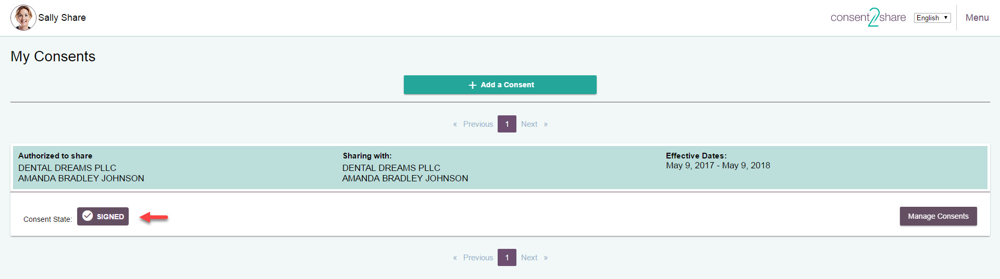 Sally Share
consent2share
English
Menu
My Consents
+ Add a Consent
« Previous 1 Next »
Authorized to share
DENTAL DREAMS PLLC
AMANDA BRADLEY JOHNSON
Sharing with:
DENTAL DREAMS PLLC
AMANDA BRADLEY JOHNSON
Effective Dates:
May 9, 2017 - May 9, 2018
Consent State: SIGNED
Manage Consents
« Previous 1 Next »